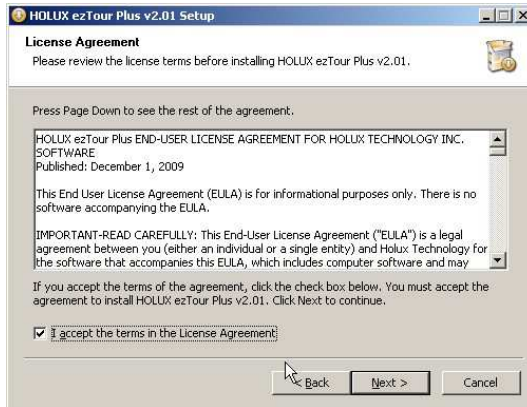 HOLUX ezTour Plus v2.01 Setup
License Agreement
Please review the license terms before installing HOLUX ezTour Plus v2.01.
Press Page Down to see the rest of the agreement.
HOLUX ezTour Plus END-USER LICENSE AGREEMENT FOR HOLUX TECHNOLOGY INC.
SOFTWARE
Published: December 1, 2009
This End User License Agreement (EULA) is for informational purposes only. There is no
software accompanying the EULA.
IMPORTANT-READ CAREFULLY: This End-User License Agreement ("EULA") is a legal
agreement between you (either an individual or a single entity) and Holux Technology for
the software that accompanies this EULA, which includes computer software and may
If you accept the terms of the agreement, click the check box below. You must accept the
agreement to install HOLUX ezTour Plus v2.01. Click Next to continue.
I accept the terms in the License Agreement
< Back Next > Cancel